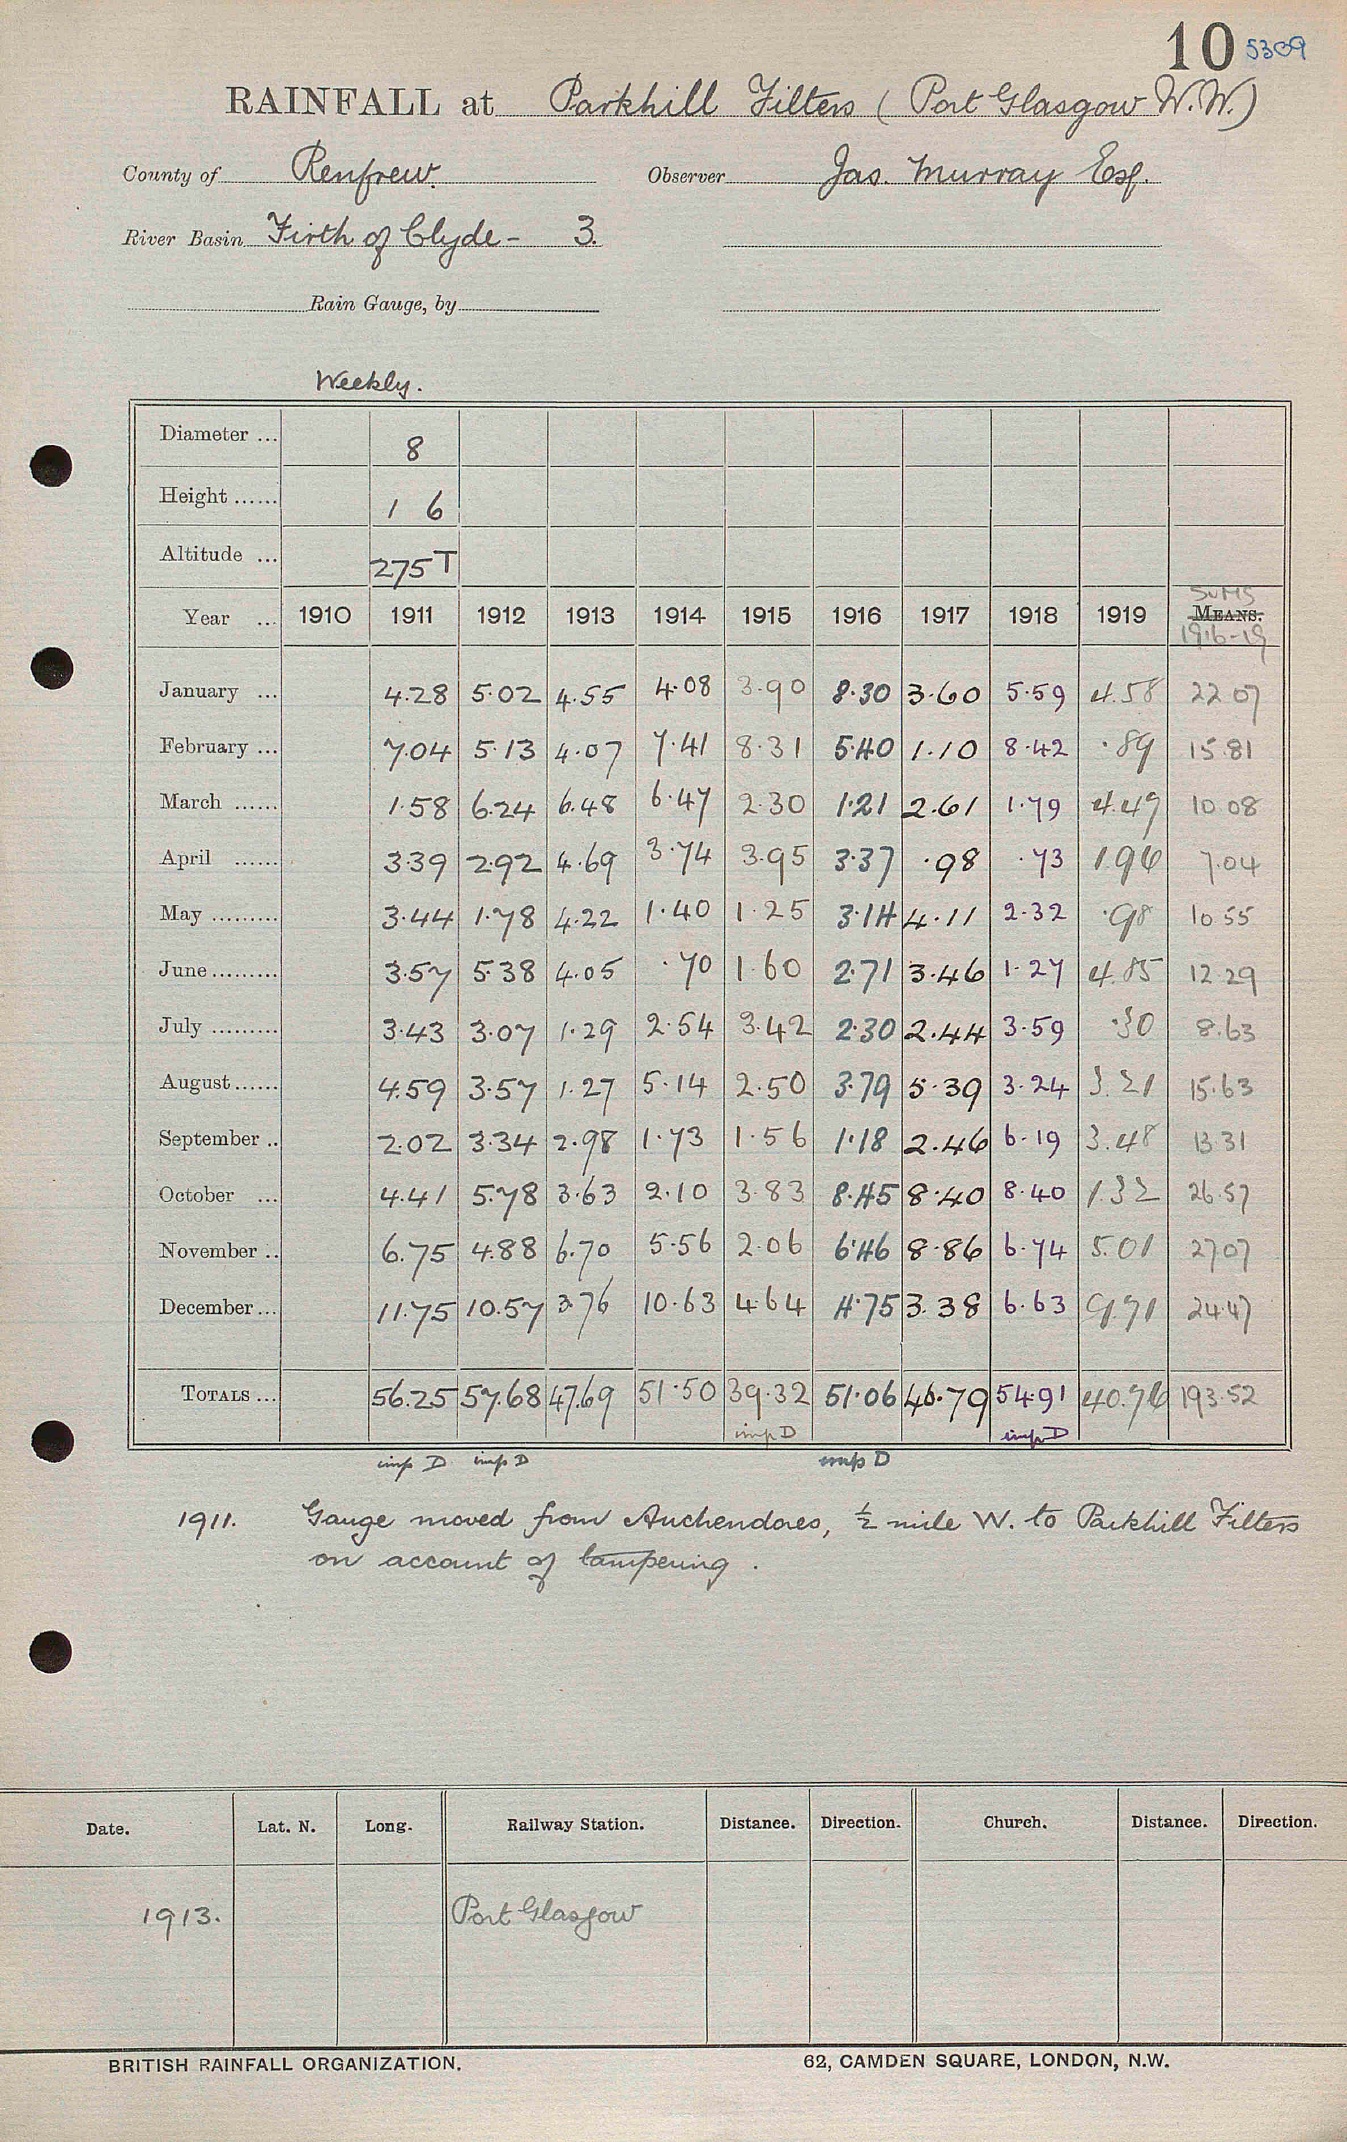 10 5309
RAINFALL at Parkhill Filters (Port Glasgow W.W.)
County of Renfrew. Observer Jas. Murray Esq.
River Basin Firth of Clyde - 3.
Rain Gauge, by
Weekly.
Diameter ... 8
Height ...... 1 6
Altitude ... 275 T
SUMS
Year ... 1910 1911 1912 1913 1914 1915 1916 1917 1918 1919 MEANS.
1916-19
January ... 4.28 5.02 4.55 4.08 3.90 8.30 3.60 5.59 4.58 22.07
February ... 7.04 5.13 4.07 7.41 8.31 5.40 1.10 8.42 .89 15.81
March ...... 1.58 6.24 6.48 6.47 2.30 1.21 2.61 1.79 4.49 10.08
April ...... 3.39 2.92 4.69 3.74 3.95 3.37 .98 .73 1.96 7.04
May ......... 3.44 1.78 4.22 1.40 1.25 3.14 4.11 2.32 .98 10.55
June ......... 3.57 5.38 4.05 .70 1.60 2.71 3.46 1.27 4.85 12.29
July ......... 3.43 3.07 1.29 2.54 3.42 2.30 2.44 3.59 .30 8.63
August ...... 4.59 3.57 1.27 5.14 2.50 3.79 5.39 3.24 3.21 15.63
September .. 2.02 3.34 2.98 1.73 1.56 1.18 2.46 6.19 3.48 13.31
October ... 4.41 5.78 3.63 2.10 3.83 8.45 8.40 8.40 1.32 26.57
November .. 6.75 4.88 6.70 5.56 2.06 6.46 8.86 6.74 5.01 27.07
December ... 11.75 10.57 3.76 10.63 4.64 4.75 3.38 6.63 9.71 24.47
TOTALS ... 56.25 57.68 47.69 51.50 39.32 51.06 46.79 54.91 40.76 193.52
imp D imp D
imp D imp D imp D
1911. Gauge moved from Auchendores, ½ mile W. to Parkhill Filters
on account of tampering.
Date. Lat. N. Long. Railway Station. Distance. Direction. Church. Distance. Direction.
1913. Port Glasgow
BRITISH RAINFALL ORGANIZATION. 62, CAMDEN SQUARE, LONDON, N.W.